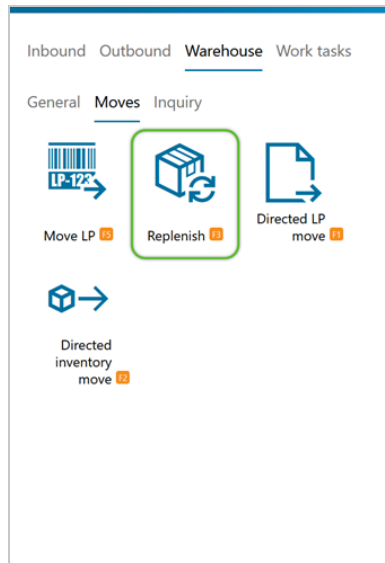 Inbound Outbound Warehouse Work tasks
General Moves Inquiry
LP-123
Move LP F5
Replenish F3
Directed LP
move F1
Directed
inventory
move F2